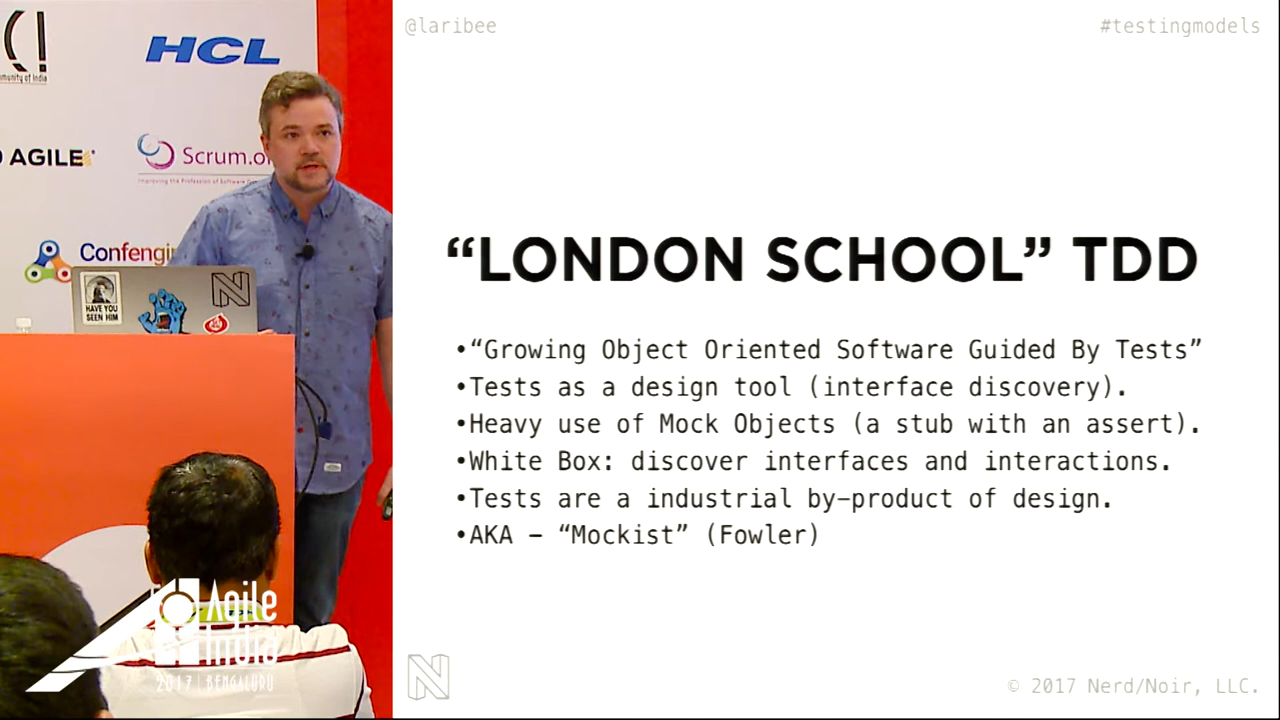 @laribee
#testingmodels
HCL
AGILE
Scrum.o
Confengi
HAVE YOU
SEEN HIM
“LONDON SCHOOL” TDD
•“Growing Object Oriented Software Guided By Tests”
•Tests as a design tool (interface discovery).
•Heavy use of Mock Objects (a stub with an assert).
•White Box: discover interfaces and interactions.
•Tests are a industrial by-product of design.
•AKA – “Mockist” (Fowler)
Agile
India
2017 | BENGALURU
N
© 2017 Nerd/Noir, LLC.